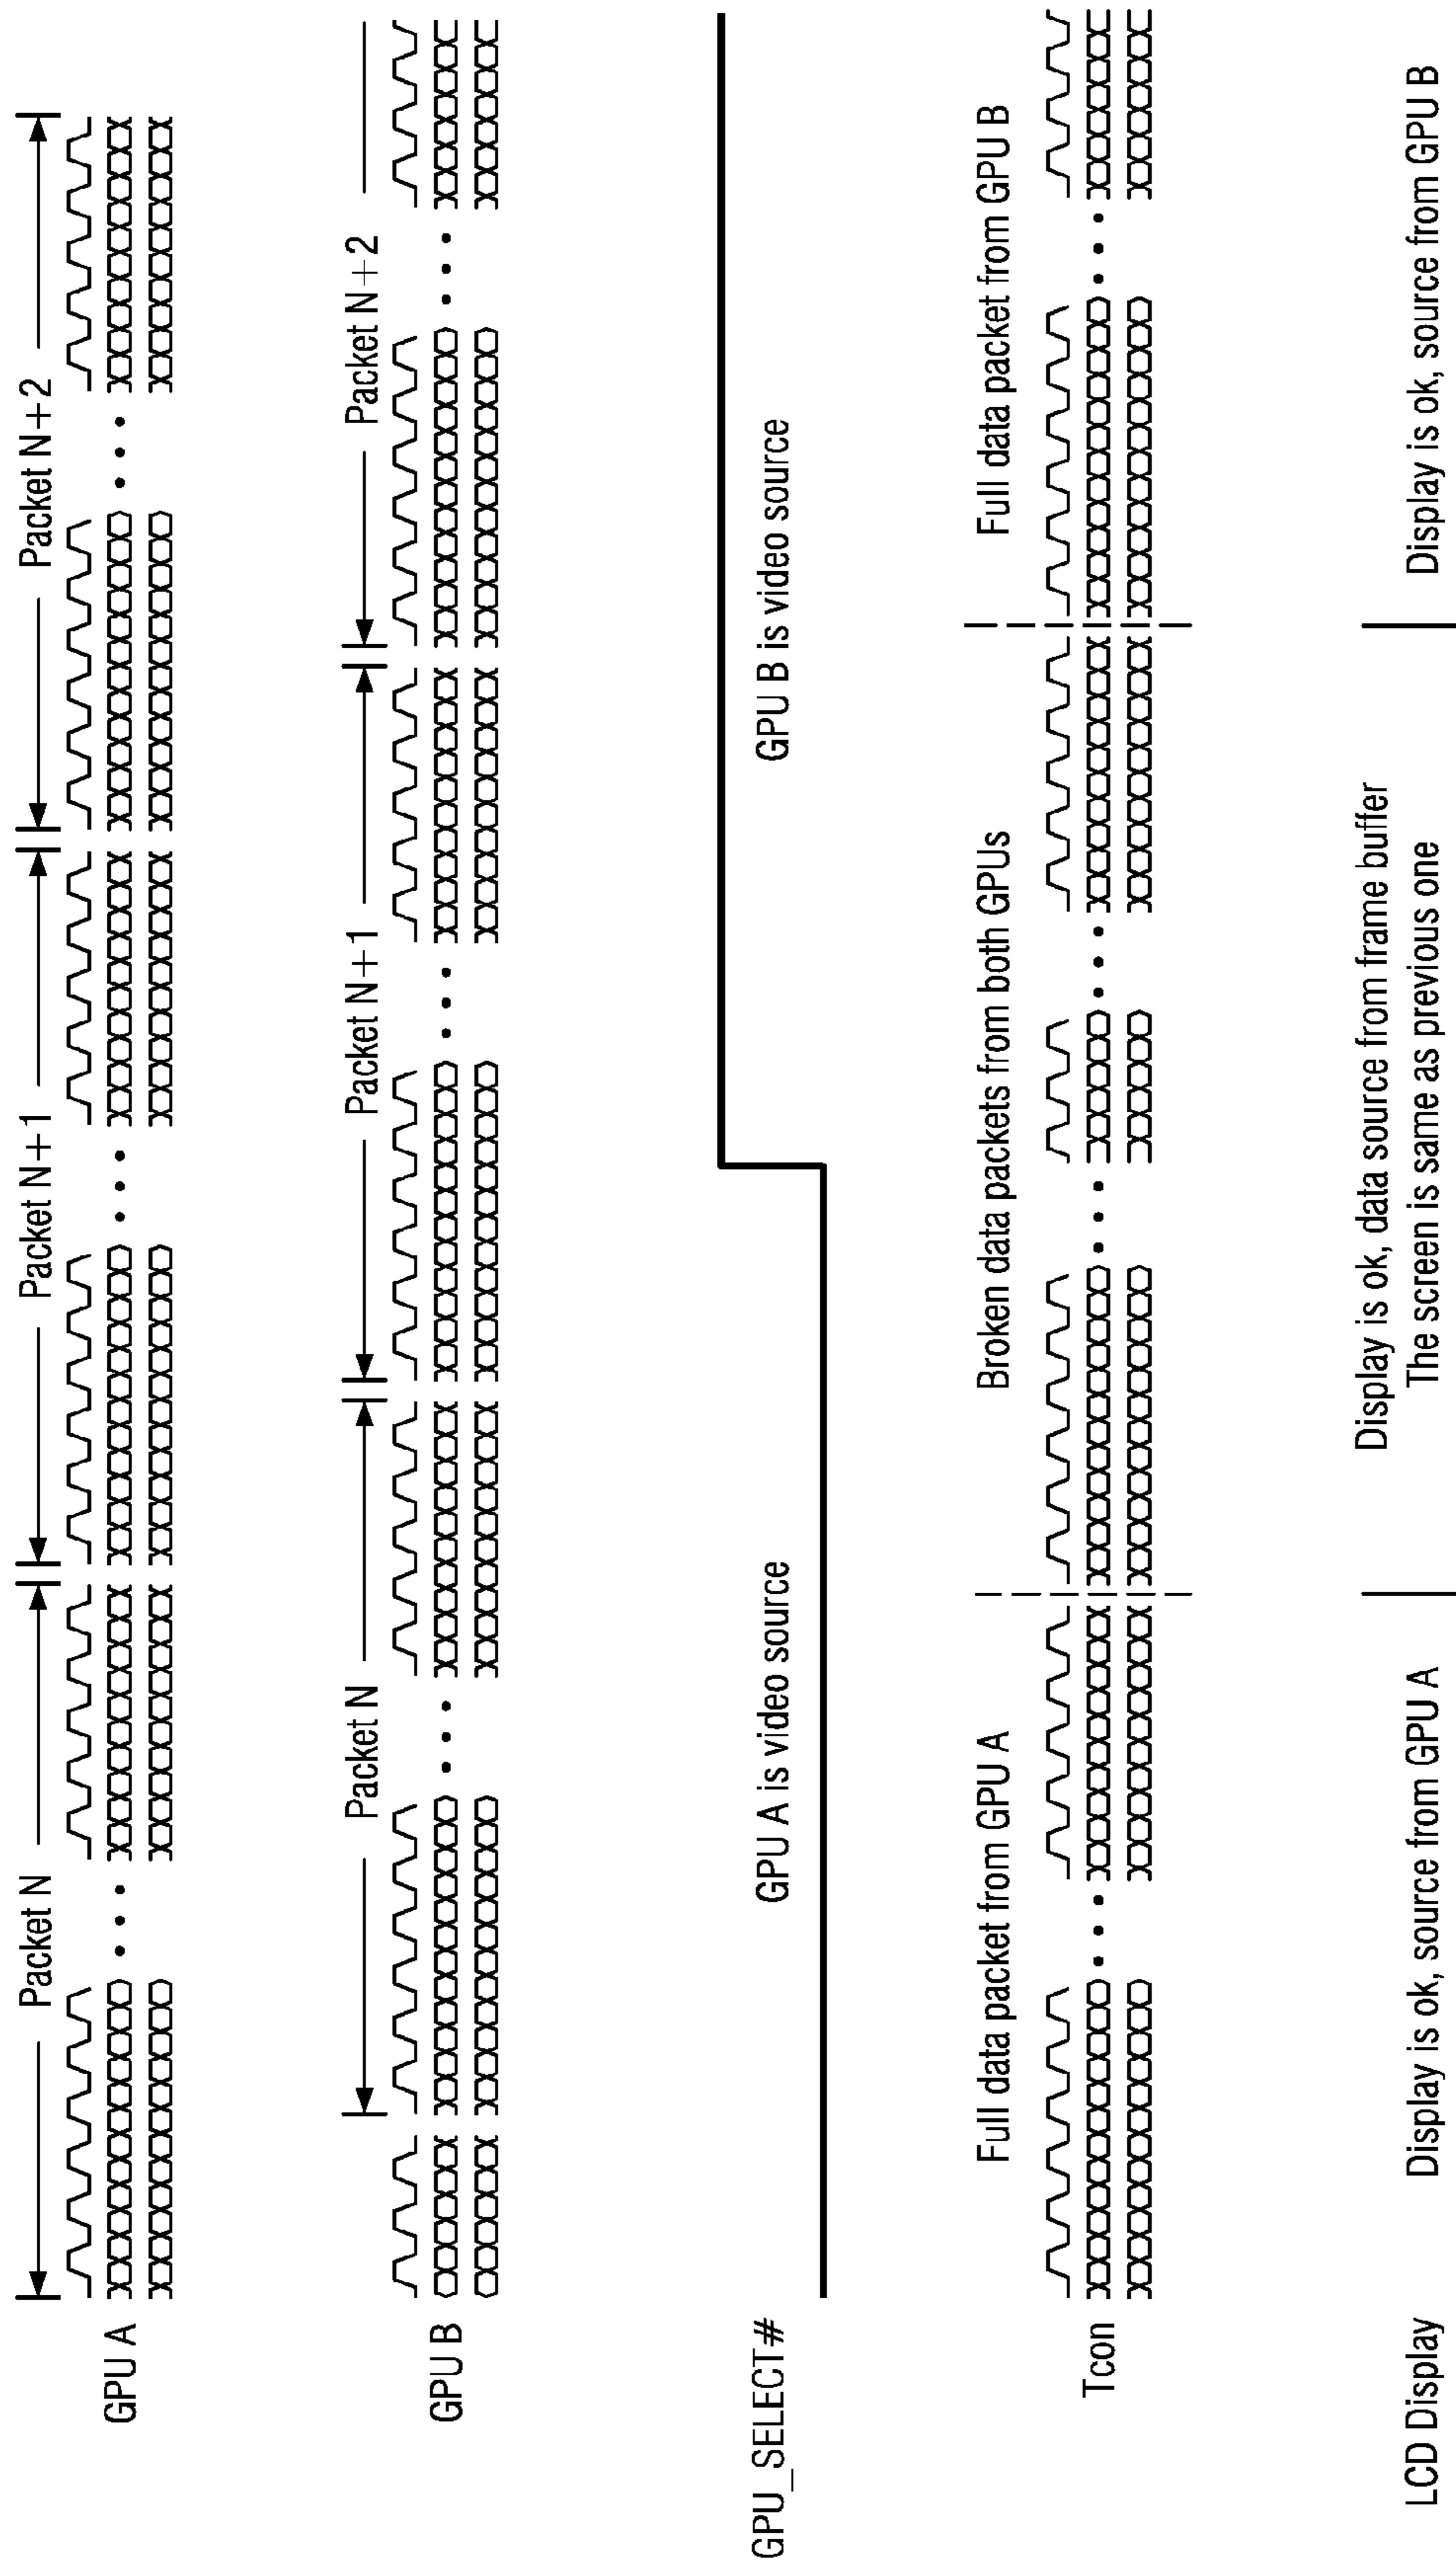 Packet N
Packet N+1
Packet N+2
GPU A
Packet N
Packet N+1
Packet N+2
GPU B
GPU_SELECT#
GPU A is video source
GPU B is video source
Full data packet from GPU A
Broken data packets from both GPUs
Full data packet from GPU B
Tcon
LCD Display
Display is ok, source from GPU A
Display is ok, data source from frame buffer
The screen is same as previous one
Display is ok, source from GPU B